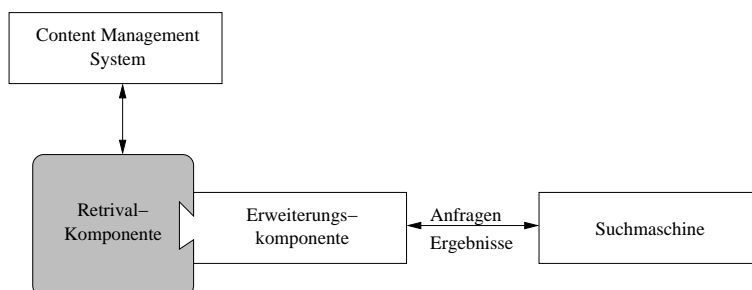 Content Management
System
Retrival–
Komponente
Erweiterungs–
komponente
Anfragen
Ergebnisse
Suchmaschine